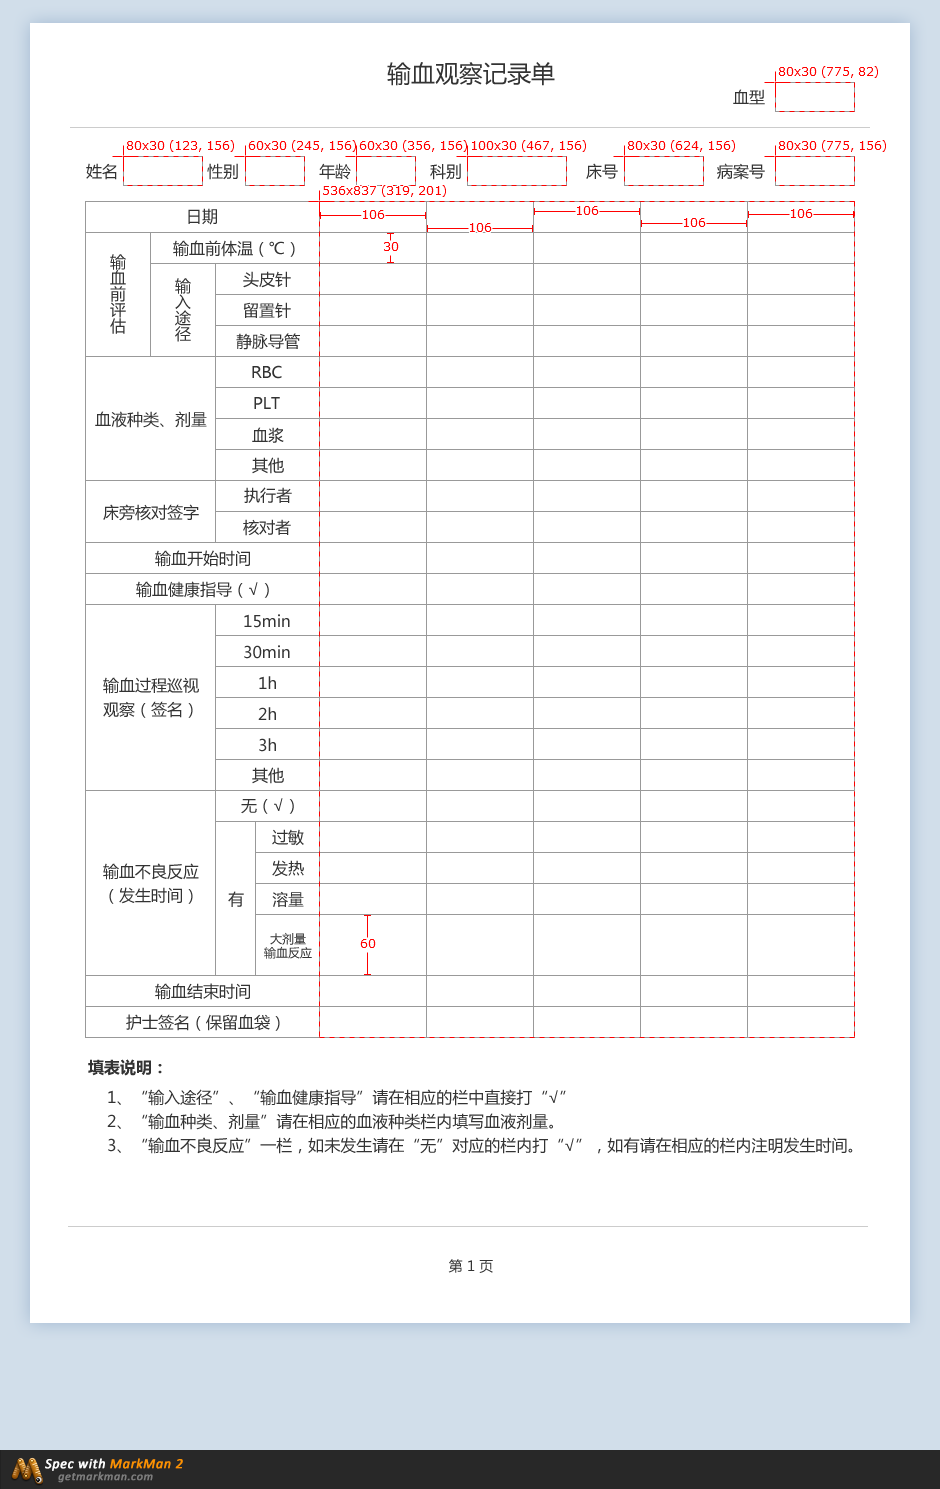 输血观察记录单
80x30 (775, 82)
血型
80x30 (123, 156) 60x30 (245, 156) 60x30 (356, 156) 100x30 (467, 156) 80x30 (624, 156) 80x30 (775, 156)
姓名 性别 年龄 科别 床号 病案号
536x837 (319, 201)
日期 106 106 106 106 106
输血前评估
输血前体温（℃） 30
输入途径
头皮针
留置针
静脉导管
血液种类、剂量
RBC
PLT
血浆
其他
床旁核对签字
执行者
核对者
输血开始时间
输血健康指导（√）
输血过程巡视
观察（签名）
15min
30min
1h
2h
3h
其他
输血不良反应
（发生时间）
无（√）
有
过敏
发热
溶量
大剂量
输血反应
60
输血结束时间
护士签名（保留血袋）
填表说明：
1、“输入途径”、“输血健康指导”请在相应的栏中直接打“√”
2、“输血种类、剂量”请在相应的血液种类栏内填写血液剂量。
3、“输血不良反应”一栏，如未发生请在“无”对应的栏内打“√”，如有请在相应的栏内注明发生时间。
第 1 页
Spec with MarkMan 2
getmarkman.com